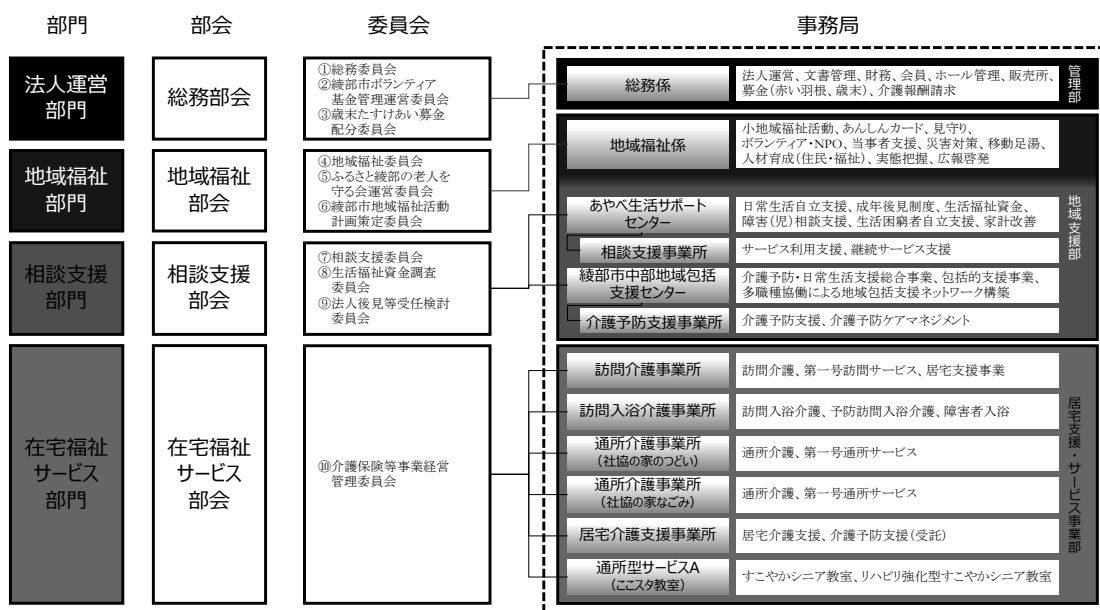 部門
部会
委員会
事務局
法人運営
部門
総務部会
①総務委員会
②綾部市ボランティア
基金管理運営委員会
③歳末たすけあい募金
配分委員会
総務係
法人運営、文書管理、財務、会員、ホール管理、販売所、
募金(赤い羽根、歳末)、介護報酬請求
管理部
地域福祉
部門
地域福祉
部会
④地域福祉委員会
⑤ふるさと綾部の老人を
守る会運営委員会
⑥綾部市地域福祉活動
計画策定委員会
地域福祉係
小地域福祉活動、あんしんカード、見守り、
ボランティア・NPO、当事者支援、災害対策、移動足湯、
人材育成(住民・福祉)、実態把握、広報啓発
地域支援部
相談支援
部門
相談支援
部会
⑦相談支援委員会
⑧生活福祉資金調査
委員会
⑨法人後見等受任検討
委員会
あやべ生活サポート
センター
日常生活自立支援、成年後見制度、生活福祉資金、
障害(児)相談支援、生活困窮者自立支援、家計改善
相談支援事業所
サービス利用支援、継続サービス支援
綾部市中部地域包括
支援センター
介護予防・日常生活支援総合事業、包括的支援事業、
多職種協働による地域包括支援ネットワーク構築
介護予防支援事業所
介護予防支援、介護予防ケアマネジメント
在宅福祉
サービス
部門
在宅福祉
サービス
部会
⑩介護保険等事業経営
管理委員会
訪問介護事業所
訪問介護、第一号訪問サービス、居宅支援事業
訪問入浴介護事業所
訪問入浴介護、予防訪問入浴介護、障害者入浴
通所介護事業所
(社協の家のつどい)
通所介護、第一号通所サービス
通所介護事業所
(社協の家なごみ)
通所介護、第一号通所サービス
居宅介護支援事業所
居宅介護支援、介護予防支援(受託)
通所型サービスA
(ここスタ教室)
すこやかシニア教室、リハビリ強化型すこやかシニア教室
居宅支援・サービス事業部